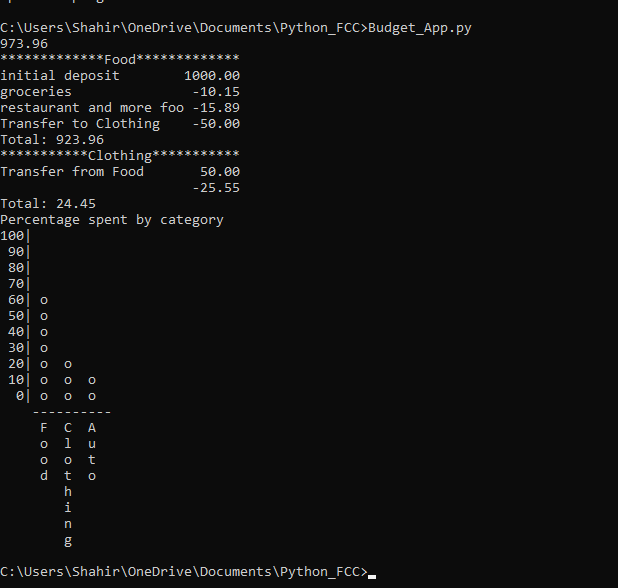 C:\Users\Shahir\OneDrive\Documents\Python_FCC>Budget_App.py
973.96
*************Food*************
initial deposit        1000.00
groceries               -10.15
restaurant and more foo -15.89
Transfer to Clothing    -50.00
Total: 923.96
***********Clothing***********
Transfer from Food       50.00
                        -25.55
Total: 24.45
Percentage spent by category
100|
 90|
 80|
 70|
 60| o
 50| o
 40| o
 30| o
 20| o  o
 10| o  o  o
  0| o  o  o
    ----------
     F  C  A
     o  l  u
     o  o  t
     d  t  o
        h
        i
        n
        g
C:\Users\Shahir\OneDrive\Documents\Python_FCC>